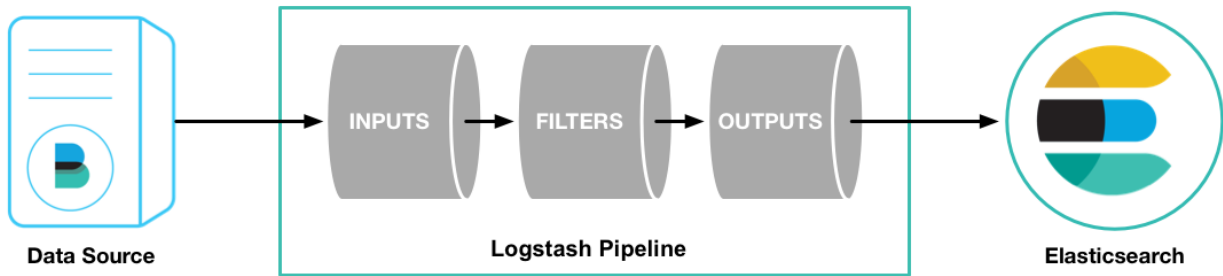 INPUTS
FILTERS
OUTPUTS
Data Source
Logstash Pipeline
Elasticsearch